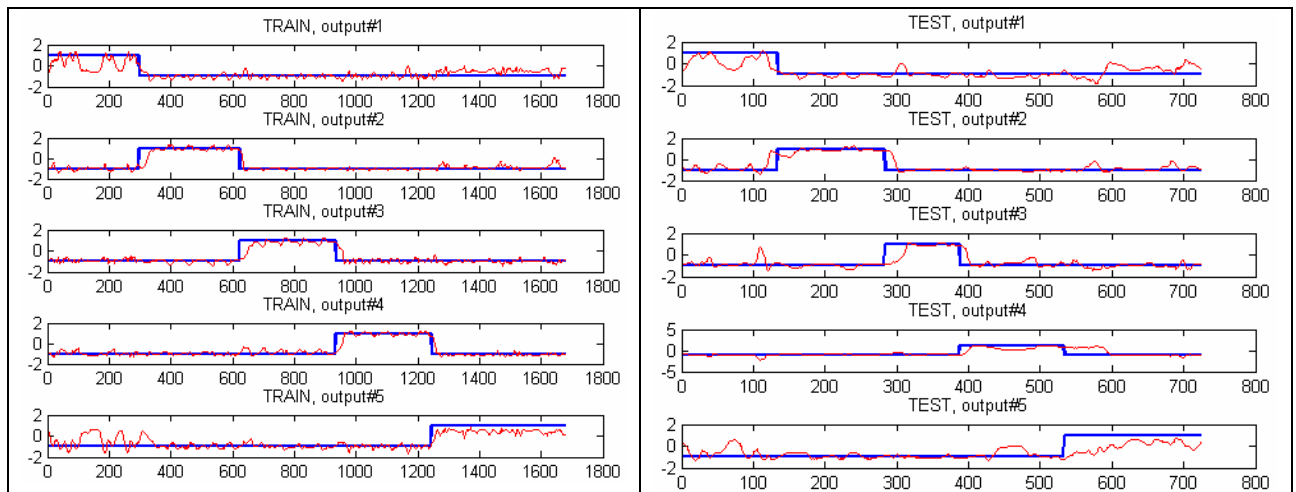 TRAIN, output#1
2
0
-2
0 200 400 600 800 1000 1200 1400 1600 1800
TRAIN, output#2
2
0
-2
0 200 400 600 800 1000 1200 1400 1600 1800
TRAIN, output#3
2
0
-2
0 200 400 600 800 1000 1200 1400 1600 1800
TRAIN, output#4
2
0
-2
0 200 400 600 800 1000 1200 1400 1600 1800
TRAIN, output#5
2
0
-2
0 200 400 600 800 1000 1200 1400 1600 1800
TEST, output#1
2
0
-2
0 100 200 300 400 500 600 700 800
TEST, output#2
2
0
-2
0 100 200 300 400 500 600 700 800
TEST, output#3
2
0
-2
0 100 200 300 400 500 600 700 800
TEST, output#4
5
0
-5
0 100 200 300 400 500 600 700 800
TEST, output#5
2
0
-2
0 100 200 300 400 500 600 700 800